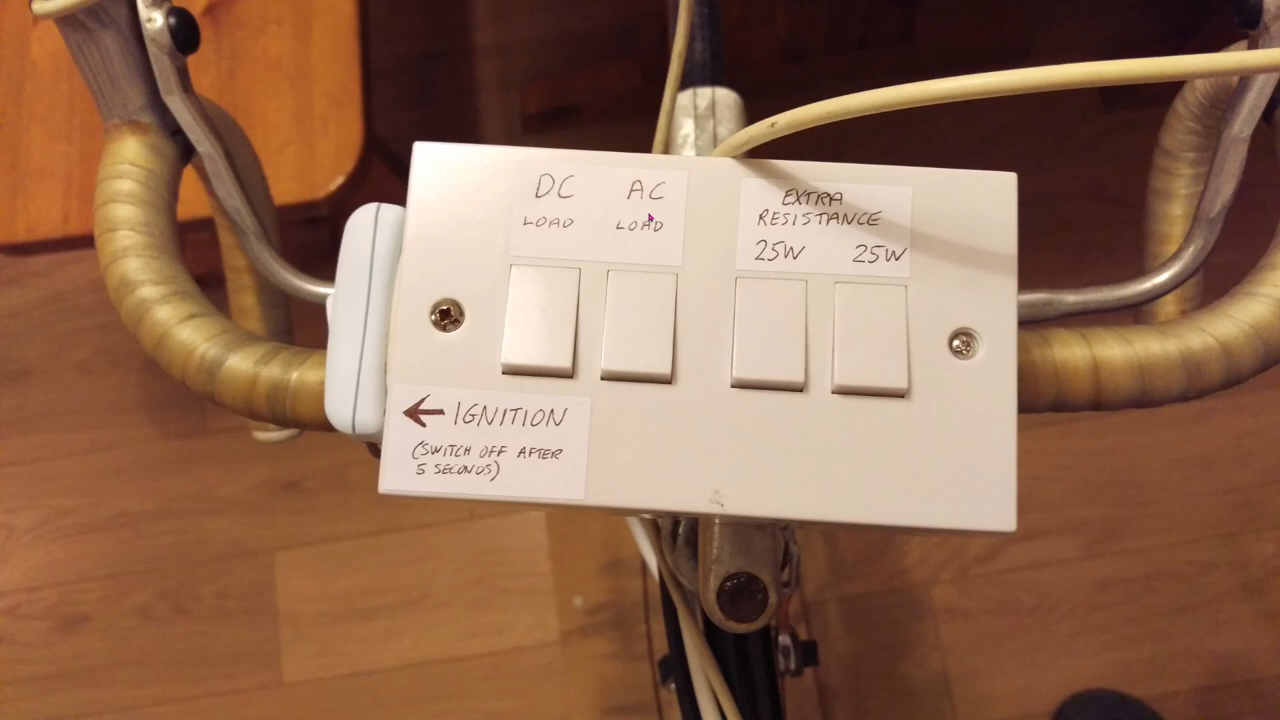 DC AC
LOAD LOAD
EXTRA
RESISTANCE
25W 25W
← IGNITION
(SWITCH OFF AFTER
5 SECONDS)